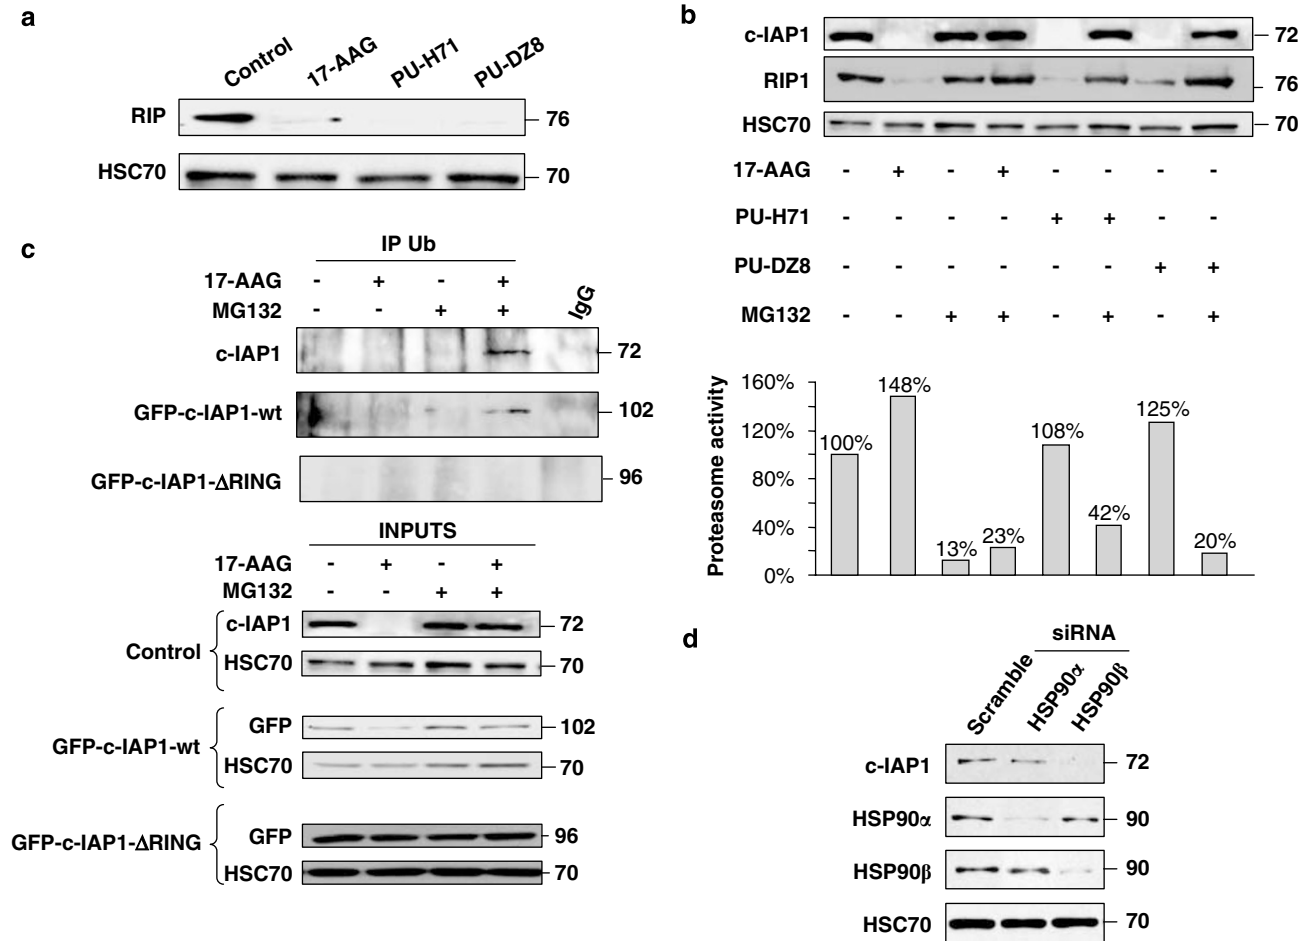 a
Control 17-AAG PU-H71 PU-DZ8
RIP 76
HSC70 70
b
c-IAP1 72
RIP1 76
HSC70 70
17-AAG - + - + - - - -
PU-H71 - - - - + + - -
PU-DZ8 - - - - - - + +
MG132 - - + + - + - +
Proteasome activity
160%
120%
80%
40%
0%
100% 148% 13% 23% 108% 42% 125% 20%
c
IP Ub
17-AAG - + - +
MG132 - - + + IgG
c-IAP1 72
GFP-c-IAP1-wt 102
GFP-c-IAP1-ΔRING 96
INPUTS
17-AAG - + - +
MG132 - - + +
Control c-IAP1 72
HSC70 70
GFP-c-IAP1-wt GFP 102
HSC70 70
GFP-c-IAP1-ΔRING GFP 96
HSC70 70
d
siRNA
Scramble HSP90α HSP90β
c-IAP1 72
HSP90α 90
HSP90β 90
HSC70 70